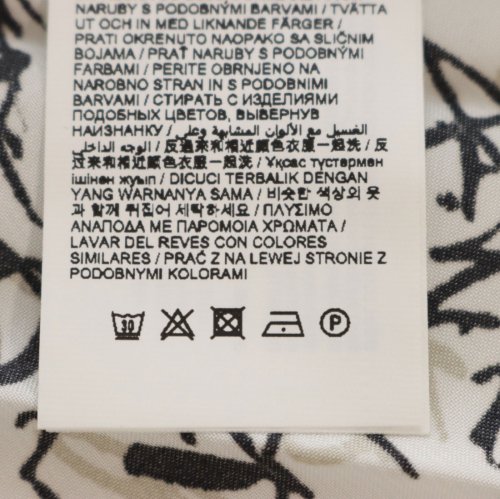 NARUBY S PODOBNÝMI BARVAMI / TVÄTTA
UT OCH IN MED LIKNANDE FÄRGER /
PRATI OKRENUTO NAOPAKO SA SLIČNIM
BOJAMA / PRAŤ NARUBY S PODOBNÝMI
FARBAMI / PERITE OBRNJENO NA
NAROBNO STRAN IN S PODOBNIMI
BARVAMI / СТИРАТЬ С ИЗДЕЛИЯМИ
ПОДОБНЫХ ЦВЕТОВ, ВЫВЕРНУВ
НАИЗНАНКУ / الغسيل مع الألوان المشابهة وعلى
الوجه الداخلي / 反過來和相近顏色衣服一起洗 / 反
过来和相近颜色衣服一起洗 / Ұқсас түстермен
ішінен жуып / DICUCI TERBALIK DENGAN
YANG WARNANYA SAMA / 비슷한 색상의 옷
과 함께 뒤집어 세탁하세요 / ΠΛΥΣΙΜΟ
ΑΝΑΠΟΔΑ ΜΕ ΠΑΡΟΜΟΙΑ ΧΡΩΜΑΤΑ /
LAVAR DEL REVES CON COLORES
SIMILARES / PRAĆ Z NA LEWEJ STRONIE Z
PODOBNYMI KOLORAMI
30 P